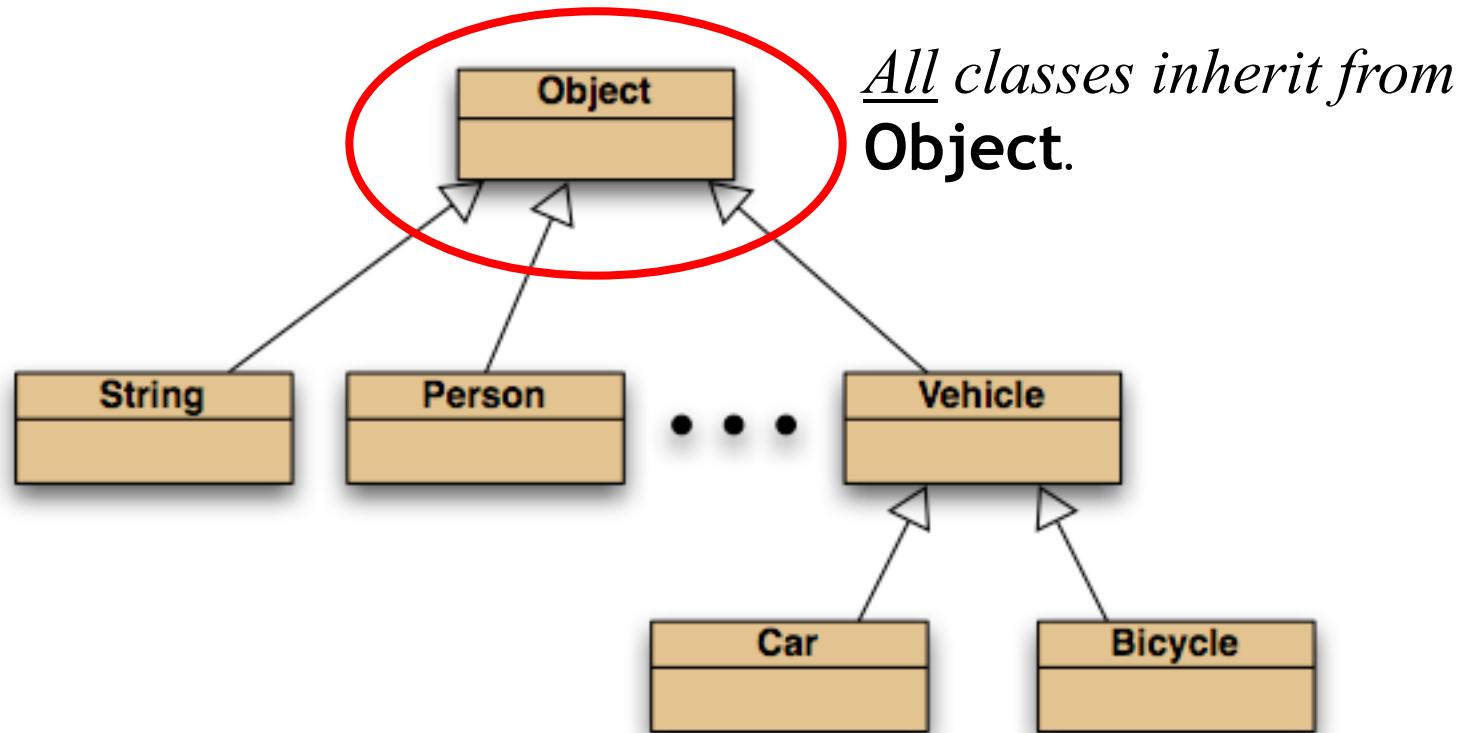 Object
All classes inherit from
Object.
String
Person
Vehicle
Car
Bicycle